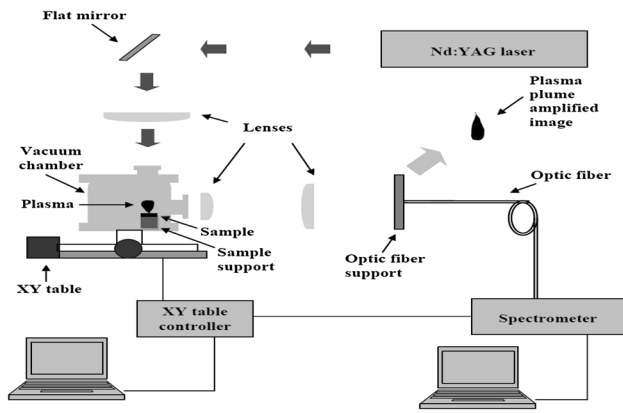 Flat mirror
Nd:YAG laser
Plasma
plume
amplified
image
Lenses
Vacuum
chamber
Optic fiber
Plasma
Sample
Sample
support
Optic fiber
support
XY table
XY table
controller
Spectrometer